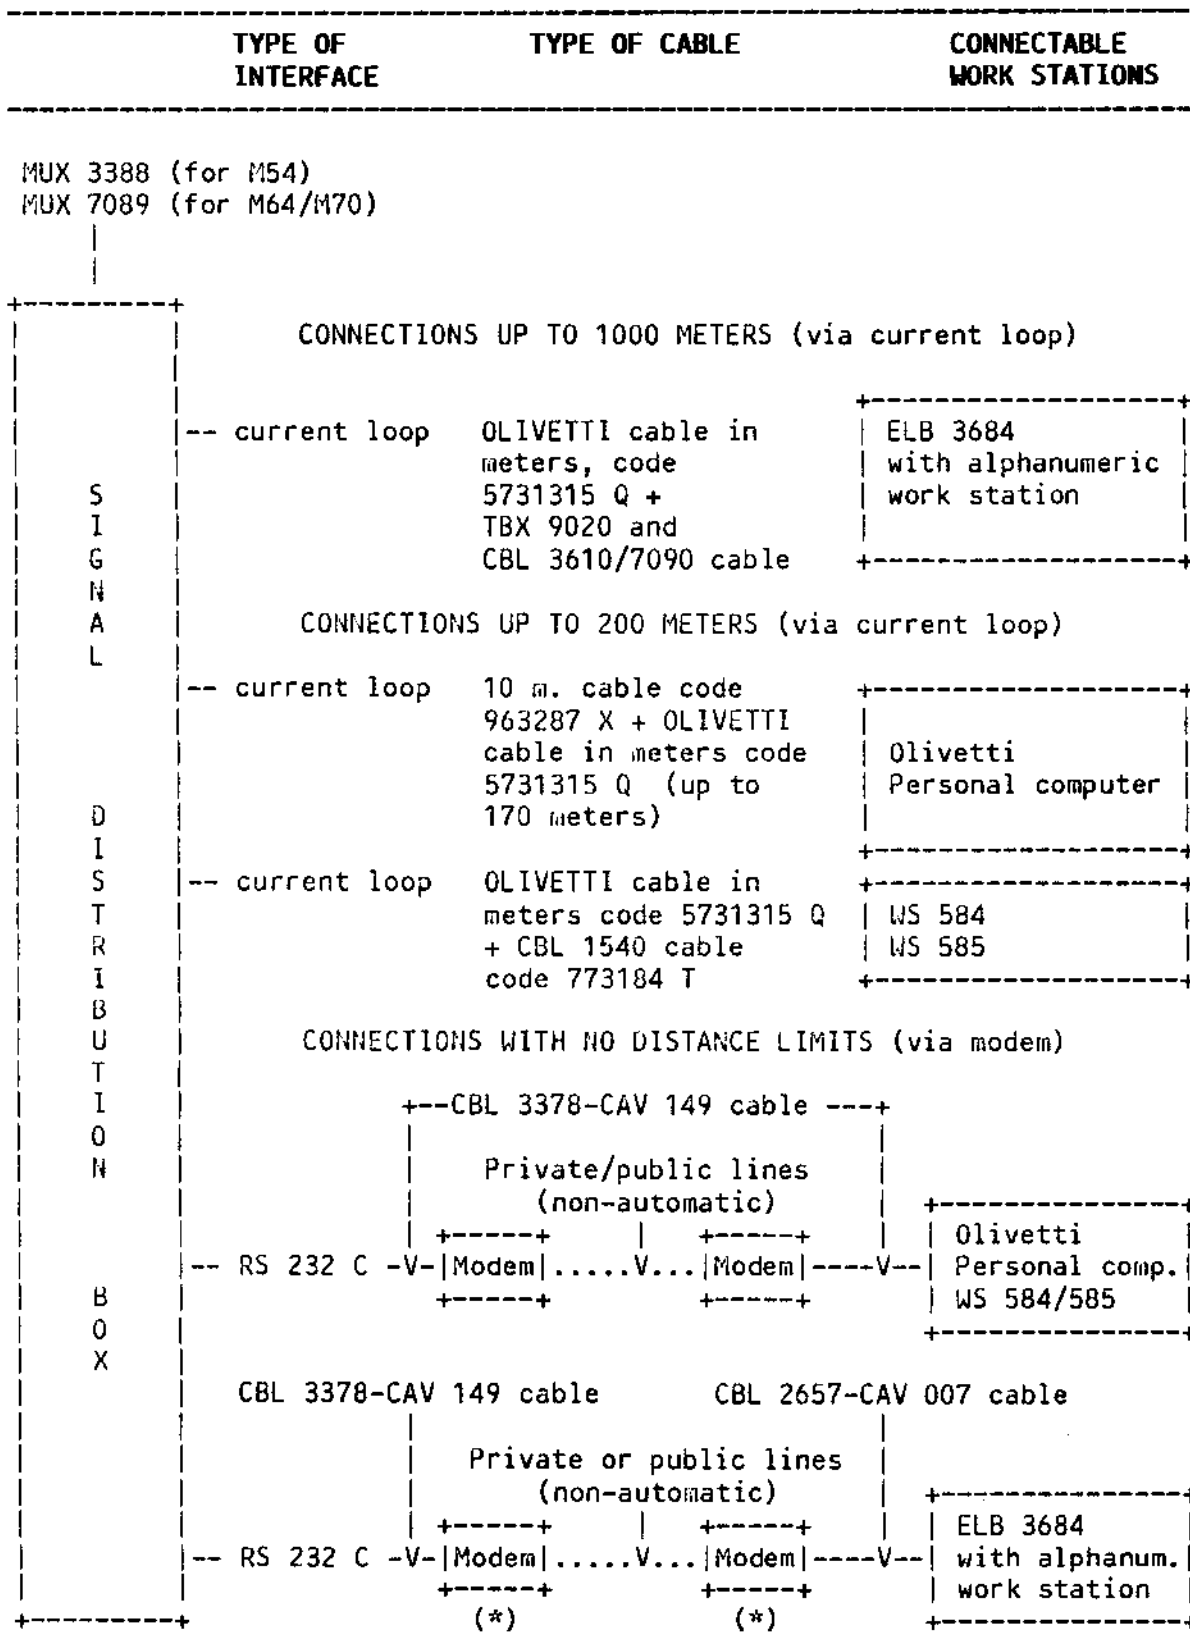 TYPE OF TYPE OF CABLE CONNECTABLE
INTERFACE WORK STATIONS
MUX 3388 (for M54)
MUX 7089 (for M64/M70)
SIGNAL DISTRIBUTION BOX
CONNECTIONS UP TO 1000 METERS (via current loop)
-- current loop OLIVETTI cable in ELB 3684
meters, code with alphanumeric
5731315 Q + work station
TBX 9020 and
CBL 3610/7090 cable
CONNECTIONS UP TO 200 METERS (via current loop)
-- current loop 10 m. cable code
963287 X + OLIVETTI
cable in meters code Olivetti
5731315 Q (up to Personal computer
170 meters)
-- current loop OLIVETTI cable in
meters code 5731315 Q WS 584
+ CBL 1540 cable WS 585
code 773184 T
CONNECTIONS WITH NO DISTANCE LIMITS (via modem)
+--CBL 3378-CAV 149 cable ---+
Private/public lines
(non-automatic)
Olivetti
-- RS 232 C -V-|Modem|.....V...|Modem|----V--| Personal comp.
WS 584/585
CBL 3378-CAV 149 cable CBL 2657-CAV 007 cable
Private or public lines
(non-automatic)
ELB 3684
-- RS 232 C -V-|Modem|.....V...|Modem|----V--| with alphanum.
work station
(*) (*)